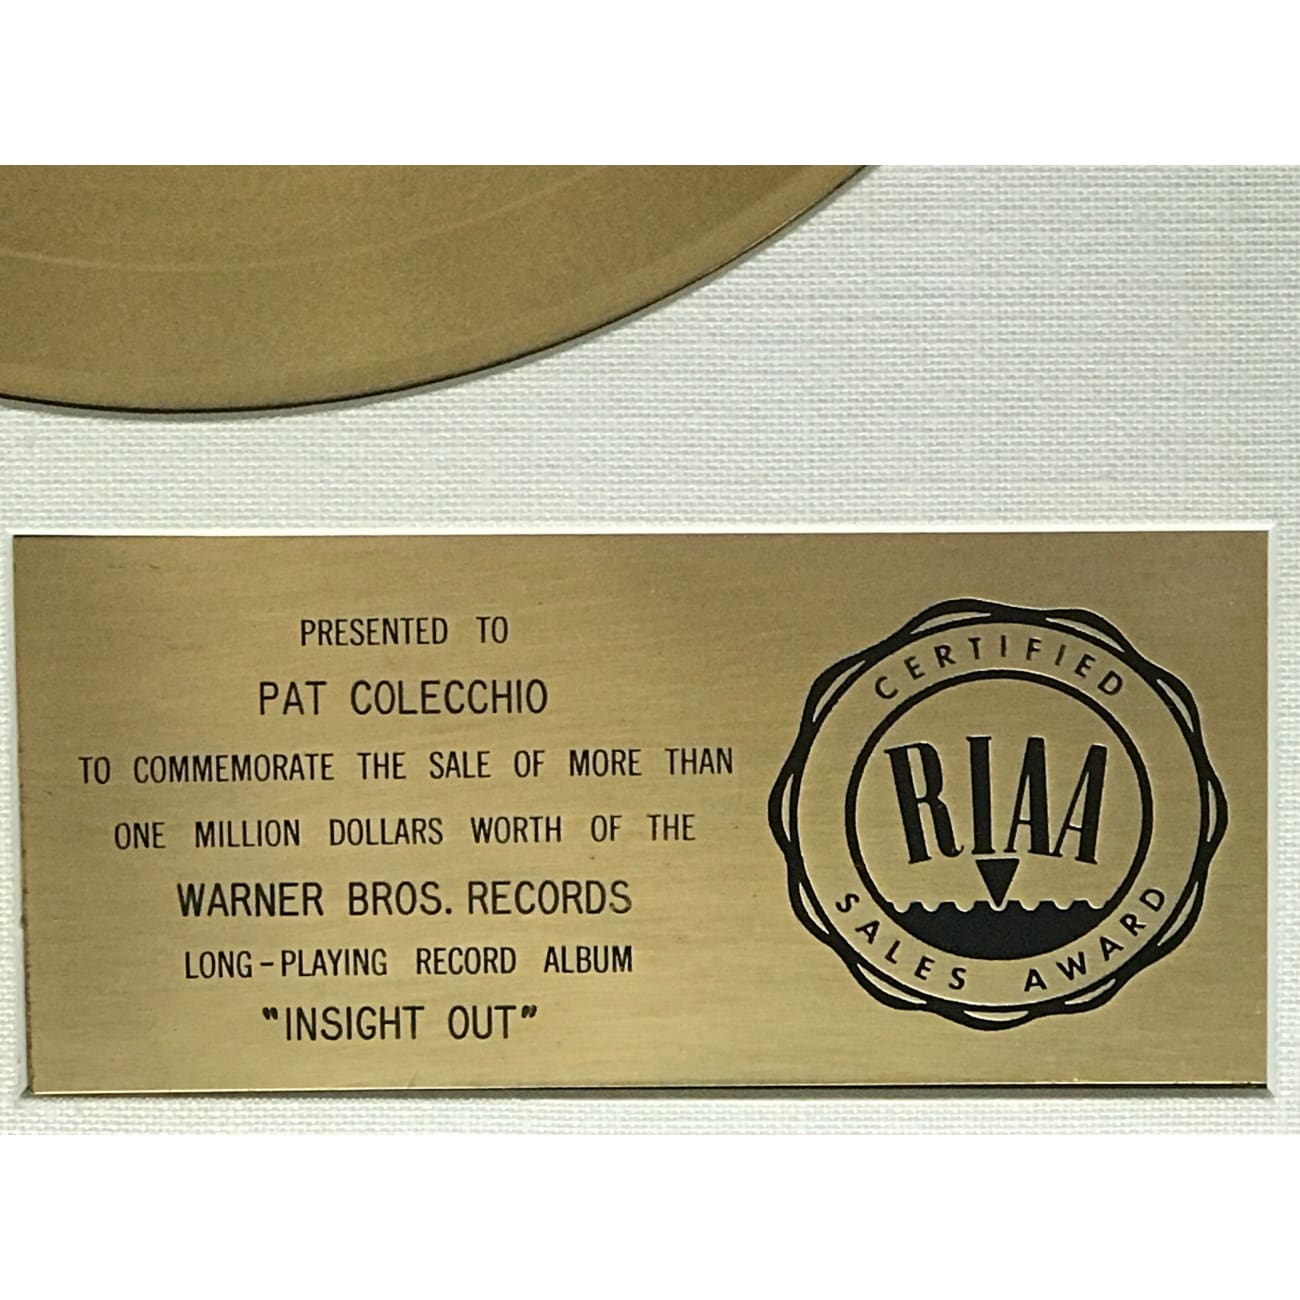 PRESENTED TO
PAT COLECCHIO
TO COMMEMORATE THE SALE OF MORE THAN
ONE MILLION DOLLARS WORTH OF THE
WARNER BROS. RECORDS
LONG-PLAYING RECORD ALBUM
"INSIGHT OUT"
CERTIFIED
RIAA
SALES AWARD